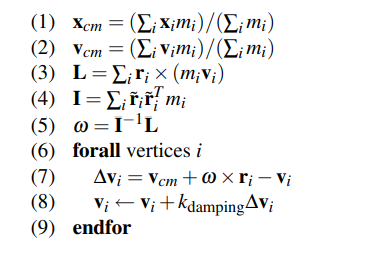 (1) x_cm = (∑_i x_i m_i)/(∑_i m_i)
(2) v_cm = (∑_i v_i m_i)/(∑_i m_i)
(3) L = ∑_i r_i × (m_i v_i)
(4) I = ∑_i r̃_i r̃_i^T m_i
(5) ω = I^−1 L
(6) forall vertices i
(7) Δv_i = v_cm + ω × r_i − v_i
(8) v_i ← v_i + k_damping Δv_i
(9) endfor